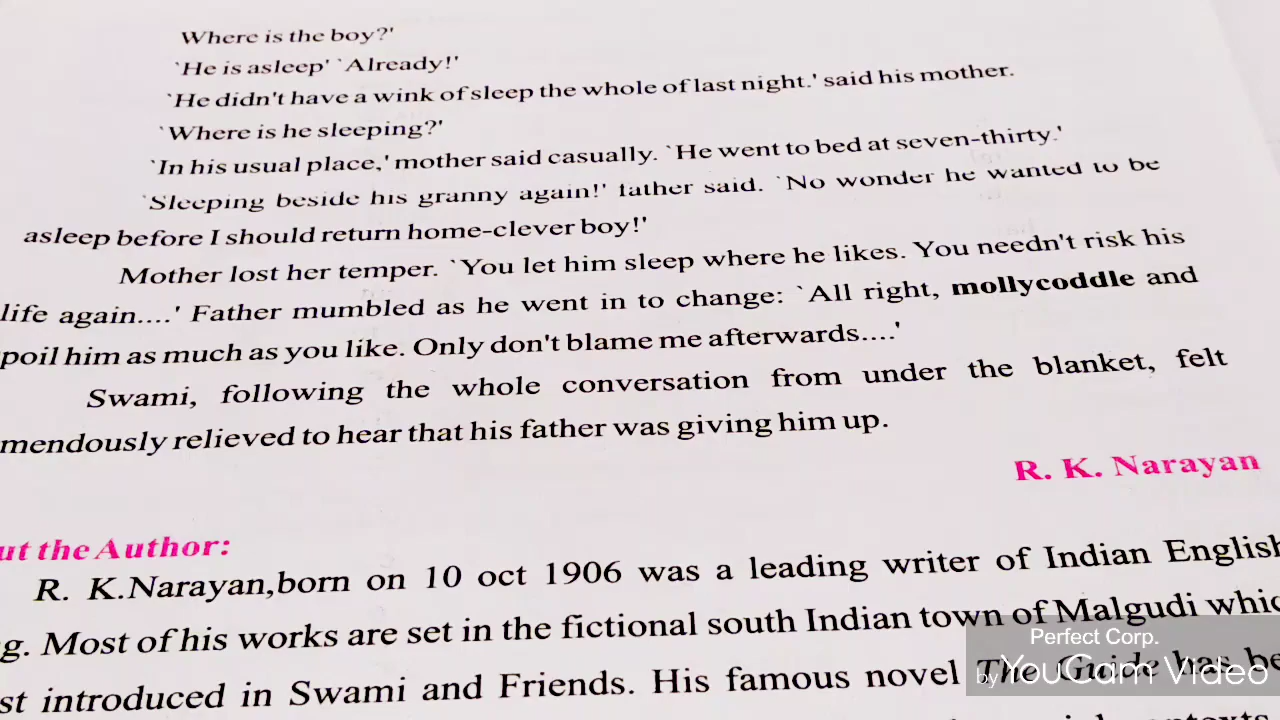 Where is the boy?'
`He is asleep' `Already!'
`He didn't have a wink of sleep the whole of last night.' said his mother.
`Where is he sleeping?'
`In his usual place,' mother said casually. `He went to bed at seven-thirty.'
`Sleeping beside his granny again!' father said. `No wonder he wanted to be
asleep before I should return home-clever boy!'
Mother lost her temper. `You let him sleep where he likes. You needn't risk his
life again....' Father mumbled as he went in to change: `All right, mollycoddle and
poil him as much as you like. Only don't blame me afterwards....'
Swami, following the whole conversation from under the blanket, felt
mendously relieved to hear that his father was giving him up.
R. K. Narayan
ut the Author:
R. K.Narayan,born on 10 oct 1906 was a leading writer of Indian English
g. Most of his works are set in the fictional south Indian town of Malgudi whic
st introduced in Swami and Friends. His famous novel The Guide has be
Perfect Corp.
by YouCam Video